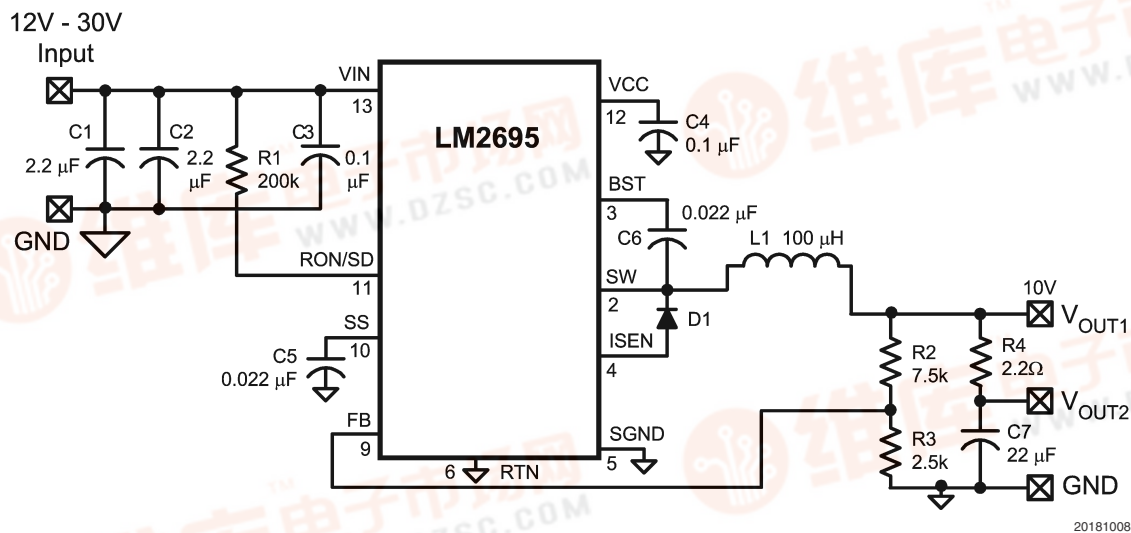 12V - 30V
Input
VIN
13
C1
2.2 µF
C2
2.2
µF
R1
200k
C3
0.1
µF
GND
RON/SD
11
SS
10
C5
0.022 µF
FB
9
LM2695
6
RTN
VCC
12
C4
0.1 µF
BST
3
0.022 µF
C6
L1 100 µH
SW
2
D1
ISEN
4
SGND
5
10V
VOUT1
R2
7.5k
R4
2.2Ω
VOUT2
R3
2.5k
C7
22 µF
GND
20181008
维库电子市场网
WWW.DZSC.COM
TM